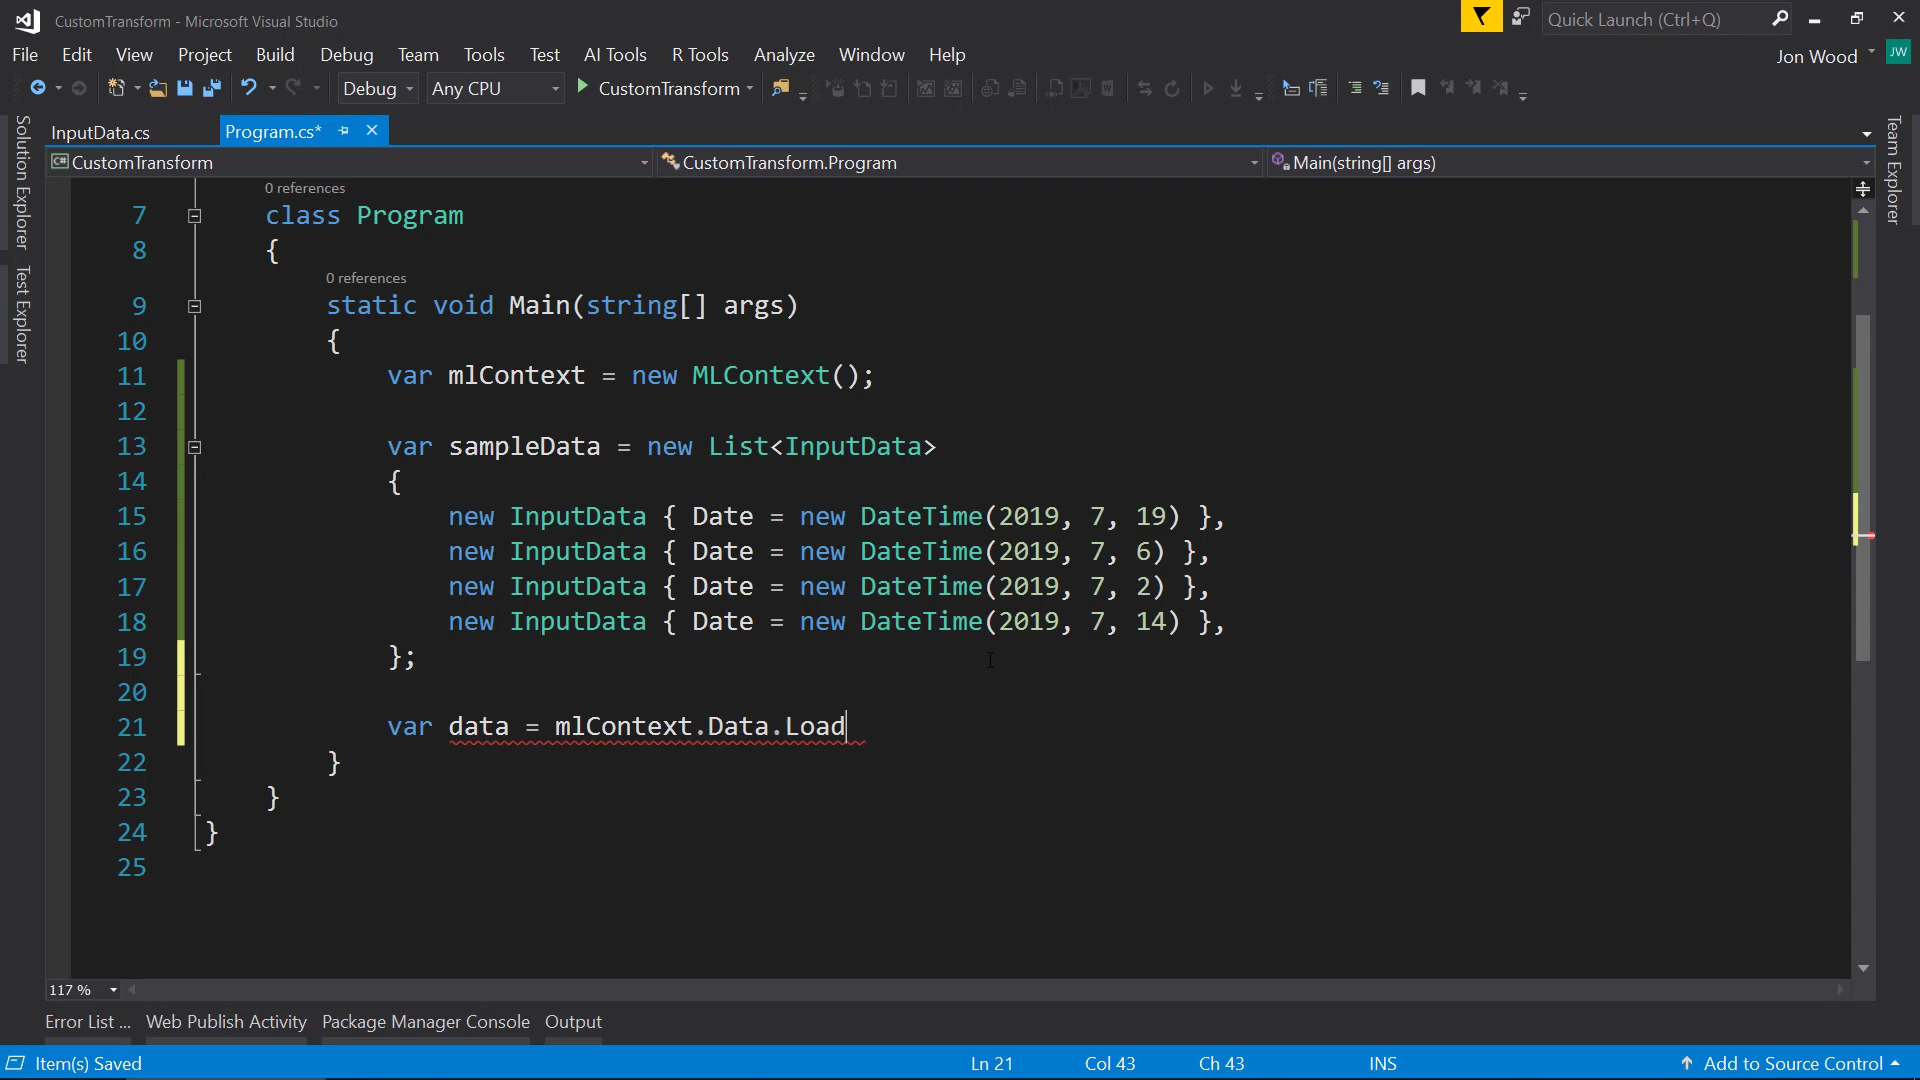 CustomTransform - Microsoft Visual Studio
Quick Launch (Ctrl+Q)
File Edit View Project Build Debug Team Tools Test AI Tools R Tools Analyze Window Help
Jon Wood JW
Debug Any CPU CustomTransform
InputData.cs Program.cs*
C# CustomTransform CustomTransform.Program Main(string[] args)
Solution Explorer
Test Explorer
Team Explorer
0 references
7 class Program
8 {
0 references
9 static void Main(string[] args)
10 {
11 var mlContext = new MLContext();
12
13 var sampleData = new List<InputData>
14 {
15 new InputData { Date = new DateTime(2019, 7, 19) },
16 new InputData { Date = new DateTime(2019, 7, 6) },
17 new InputData { Date = new DateTime(2019, 7, 2) },
18 new InputData { Date = new DateTime(2019, 7, 14) },
19 };
20
21 var data = mlContext.Data.Load
22 }
23 }
24 }
25
117 %
Error List ... Web Publish Activity Package Manager Console Output
Item(s) Saved Ln 21 Col 43 Ch 43 INS Add to Source Control